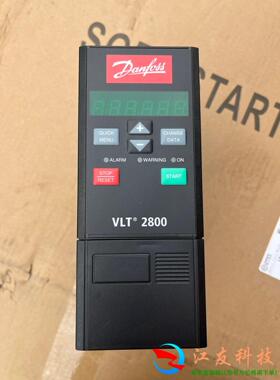 SOFT START
Danfoss
QUICK MENU
+
CHANGE DATA
-
ALARM WARNING ON
STOP RESET
START
VLT® 2800
江友科技